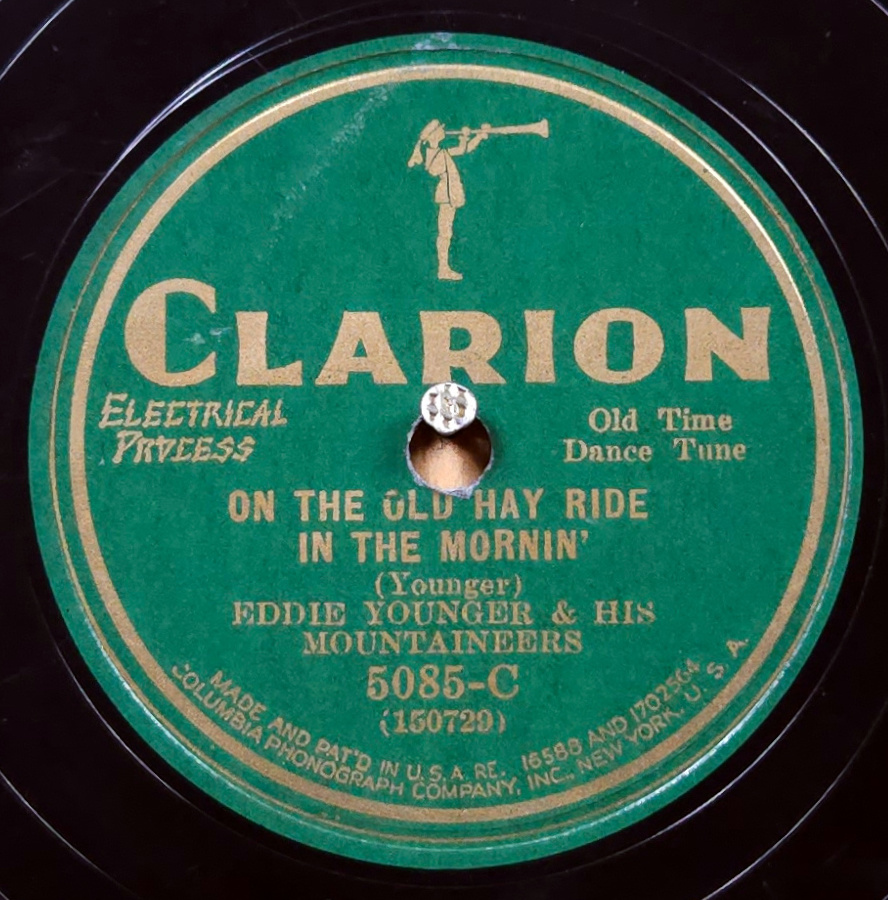 CLARION
ELECTRICAL
PROCESS
Old Time
Dance Tune
ON THE OLD HAY RIDE
IN THE MORNIN'
(Younger)
EDDIE YOUNGER & HIS
MOUNTAINEERS
5085-C
(150729)
MADE AND PAT'D IN U.S.A. RE. 16588 AND 1702564
COLUMBIA PHONOGRAPH COMPANY, INC., NEW YORK, U. S. A.